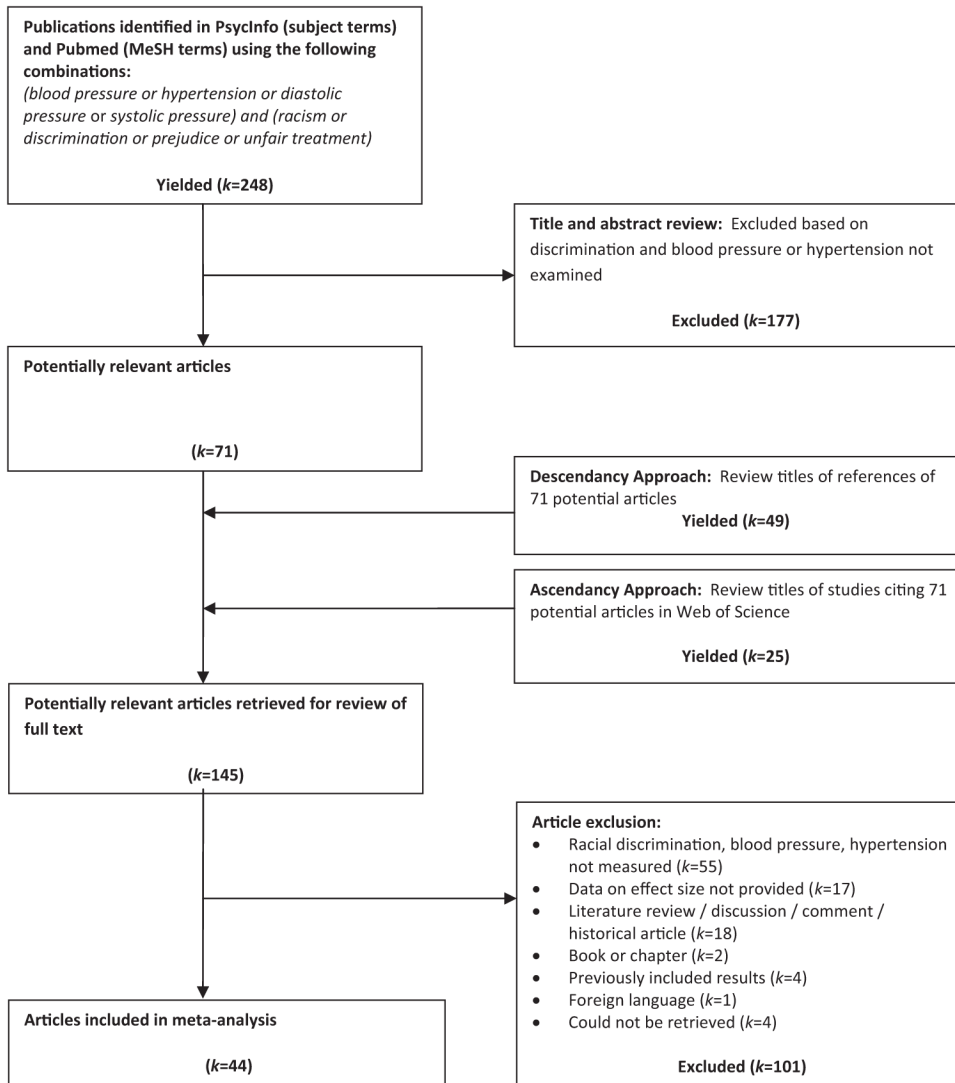 Publications identified in PsycInfo (subject terms)
and Pubmed (MeSH terms) using the following
combinations:
(blood pressure or hypertension or diastolic
pressure or systolic pressure) and (racism or
discrimination or prejudice or unfair treatment)
Yielded (k=248)
Title and abstract review: Excluded based on
discrimination and blood pressure or hypertension not
examined
Excluded (k=177)
Potentially relevant articles
(k=71)
Descendancy Approach: Review titles of references of
71 potential articles
Yielded (k=49)
Ascendancy Approach: Review titles of studies citing 71
potential articles in Web of Science
Yielded (k=25)
Potentially relevant articles retrieved for review of
full text
(k=145)
Article exclusion:
• Racial discrimination, blood pressure, hypertension
not measured (k=55)
• Data on effect size not provided (k=17)
• Literature review / discussion / comment /
historical article (k=18)
• Book or chapter (k=2)
• Previously included results (k=4)
• Foreign language (k=1)
• Could not be retrieved (k=4)
Excluded (k=101)
Articles included in meta-analysis
(k=44)